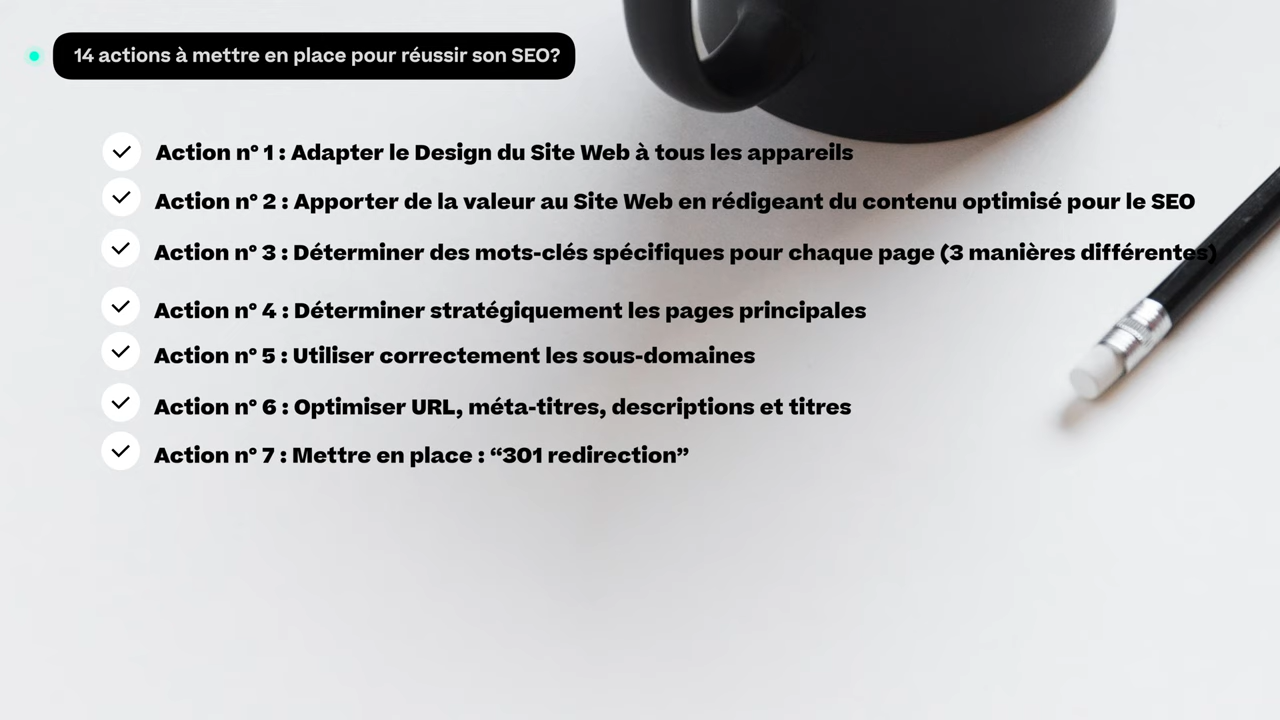 14 actions à mettre en place pour réussir son SEO?
Action n° 1 : Adapter le Design du Site Web à tous les appareils
Action n° 2 : Apporter de la valeur au Site Web en rédigeant du contenu optimisé pour le SEO
Action n° 3 : Déterminer des mots-clés spécifiques pour chaque page (3 manières différentes)
Action n° 4 : Déterminer stratégiquement les pages principales
Action n° 5 : Utiliser correctement les sous-domaines
Action n° 6 : Optimiser URL, méta-titres, descriptions et titres
Action n° 7 : Mettre en place : “301 redirection”